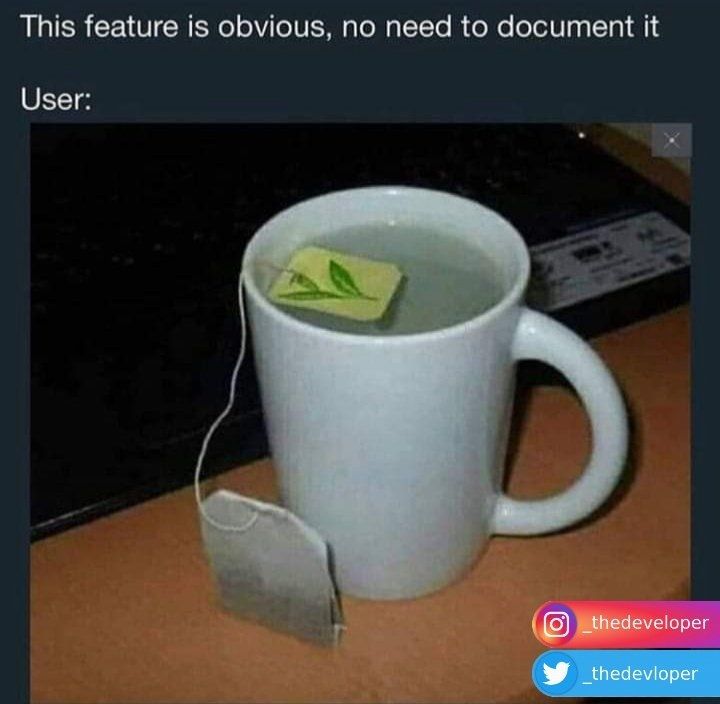 This feature is obvious, no need to document it
User:
_thedeveloper
_thedevloper